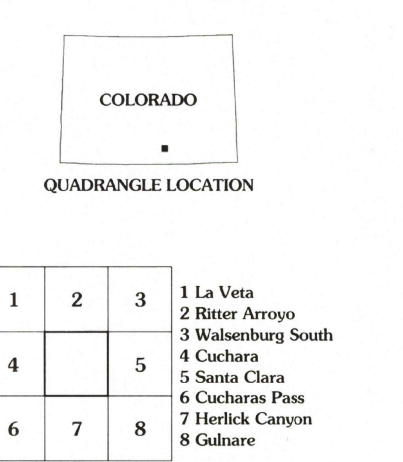 COLORADO
QUADRANGLE LOCATION
1 2 3
4 5
6 7 8
1 La Veta
2 Ritter Arroyo
3 Walsenburg South
4 Cuchara
5 Santa Clara
6 Cucharas Pass
7 Herlick Canyon
8 Gulnare